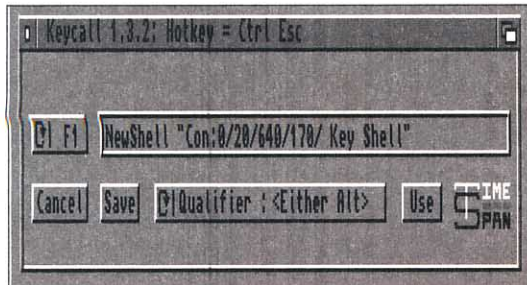 Keycall 1.3.2: Hotkey = Ctrl Esc
F1
NewShell "Con:0/20/640/170/ Key Shell"
Cancel Save Qualifier : <Either Alt> Use TIME SPAN